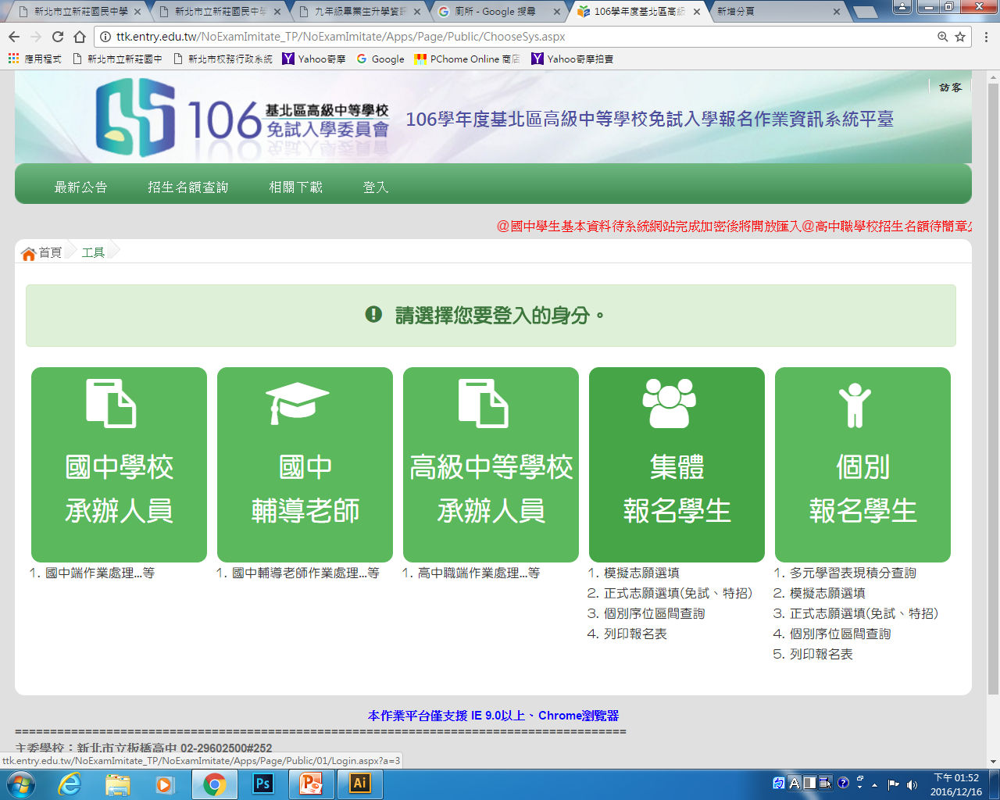 新北市立新莊國民中學
新北市立新莊國民中學
九年級畢業生升學資訊
廁所 - Google 搜尋
106學年度基北區高級
新增分頁
ttk.entry.edu.tw/NoExamImitate_TP/NoExamImitate/Apps/Page/Public/ChooseSys.aspx
應用程式
新北市立新莊國中
新北市校務行政系統
Yahoo奇摩
Google
PChome Online 商店
Yahoo奇摩拍賣
訪客
106
基北區高級中等學校
免試入學委員會
106學年度基北區高級中等學校免試入學報名作業資訊系統平臺
最新公告
招生名額查詢
相關下載
登入
@國中學生基本資料待系統網站完成加密後將開放匯入@高中職學校招生名額待簡章公
首頁
工具
請選擇您要登入的身分。
國中學校
承辦人員
1. 國中端作業處理...等
國中
輔導老師
1. 國中輔導老師作業處理...等
高級中等學校
承辦人員
1. 高中職端作業處理...等
集體
報名學生
1. 模擬志願選填
2. 正式志願選填(免試、特招)
3. 個別序位區間查詢
4. 列印報名表
個別
報名學生
1. 多元學習表現積分查詢
2. 模擬志願選填
3. 正式志願選填(免試、特招)
4. 個別序位區間查詢
5. 列印報名表
本作業平台僅支援 IE 9.0以上、Chrome瀏覽器
=======================================================================================
主委學校：新北市立板橋高中 02-29602500#252
ttk.entry.edu.tw/NoExamImitate_TP/NoExamImitate/Apps/Page/Public/01/Login.aspx?a=3
Ps
Ai
A
下午 01:52
2016/12/16